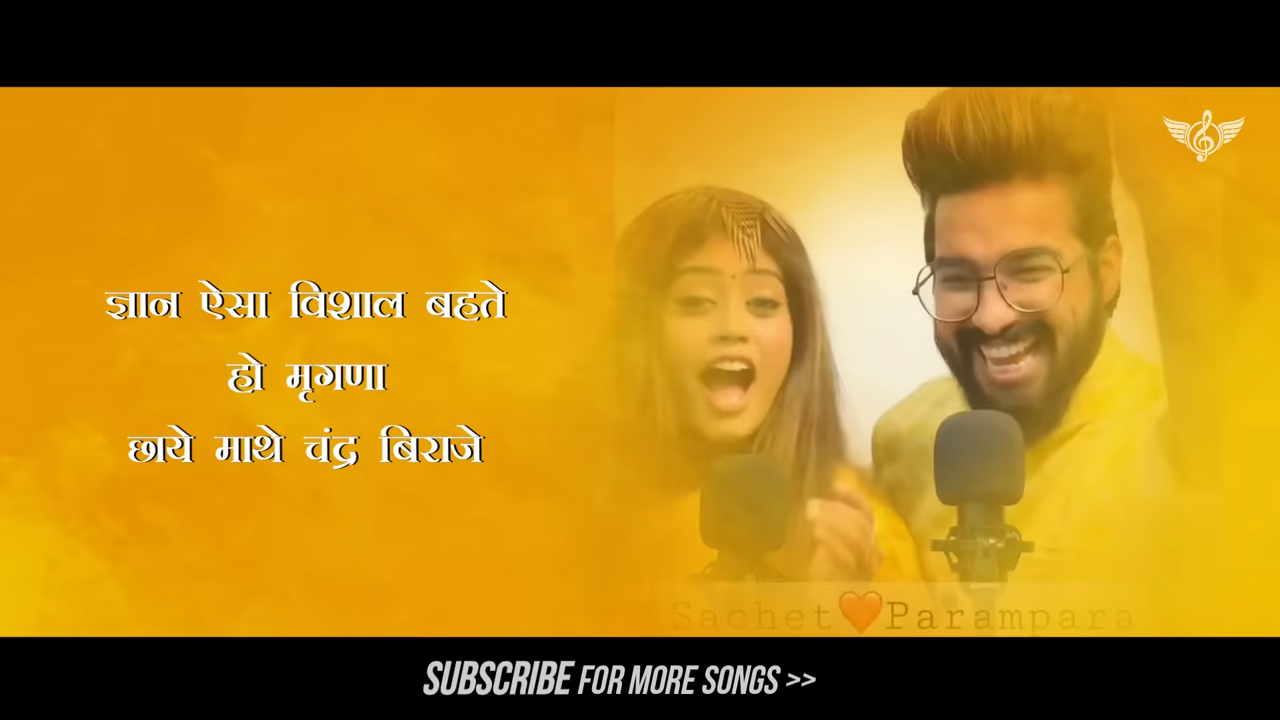 ज्ञान ऐसा विशाल बहते
हो मृगणा
छाये माथे चंद्र बिराजे
Sachet❤Parampara
SUBSCRIBE FOR MORE SONGS >>